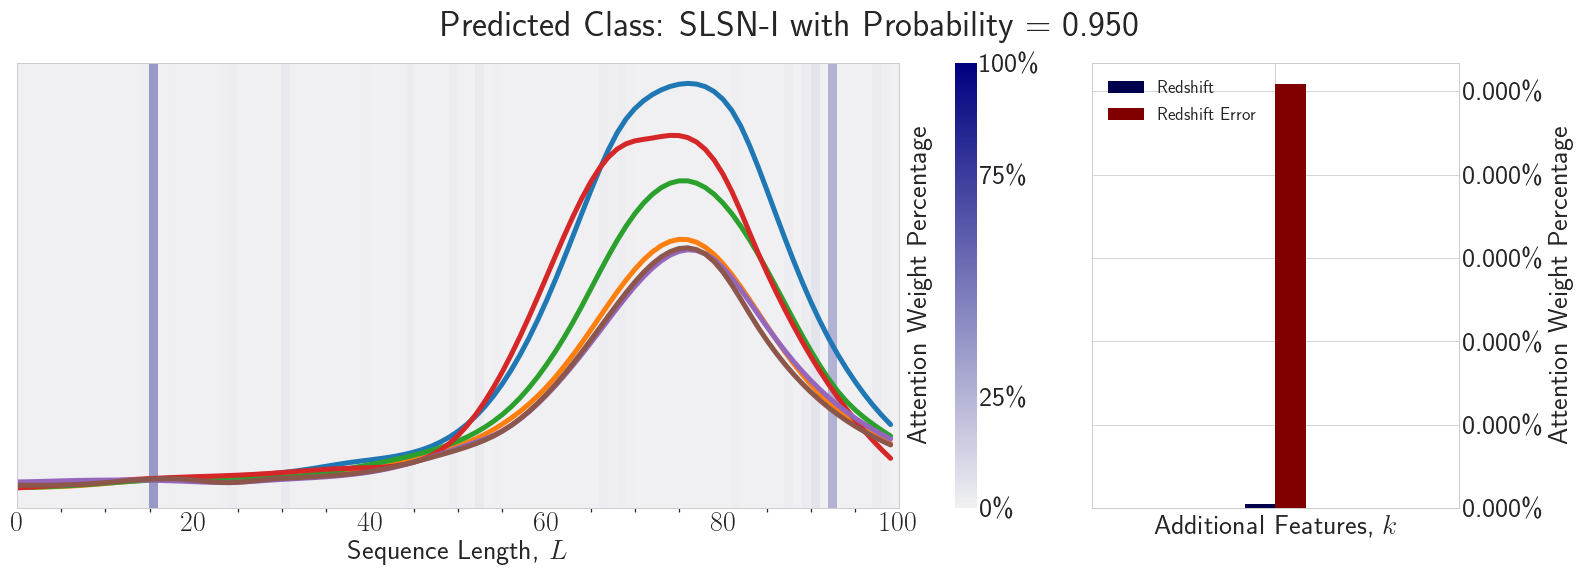 Predicted Class: SLSN-I with Probability = 0.950
0 20 40 60 80 100
Sequence Length, L
100%
75%
25%
0%
Attention Weight Percentage
Redshift
Redshift Error
0.000%
0.000%
0.000%
0.000%
0.000%
0.000%
Attention Weight Percentage
Additional Features, k